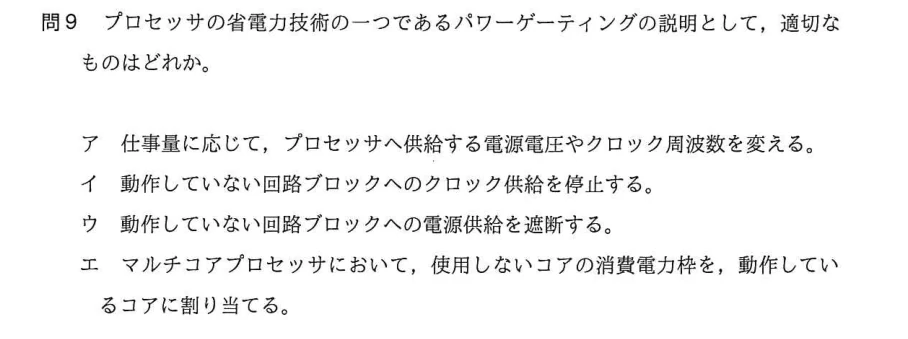 問9 プロセッサの省電力技術の一つであるパワーゲーティングの説明として，適切な
ものはどれか。
ア 仕事量に応じて，プロセッサへ供給する電源電圧やクロック周波数を変える。
イ 動作していない回路ブロックへのクロック供給を停止する。
ウ 動作していない回路ブロックへの電源供給を遮断する。
エ マルチコアプロセッサにおいて，使用しないコアの消費電力枠を，動作してい
るコアに割り当てる。